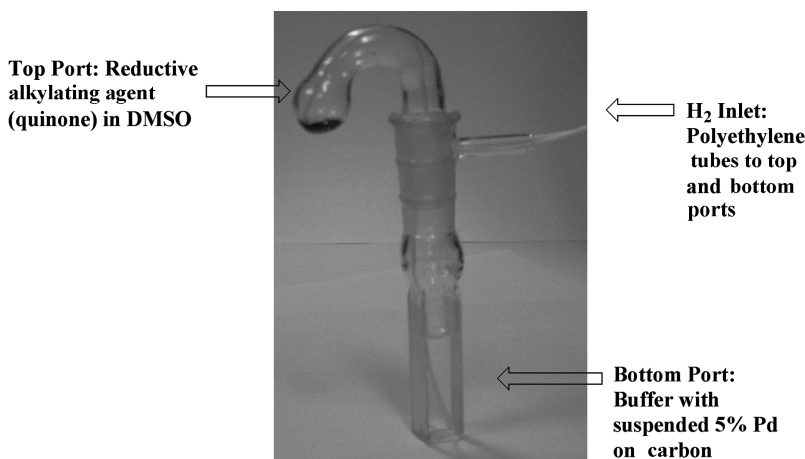 Top Port: Reductive
alkylating agent
(quinone) in DMSO
H2 Inlet:
Polyethylene
tubes to top
and bottom
ports
Bottom Port:
Buffer with
suspended 5% Pd
on carbon